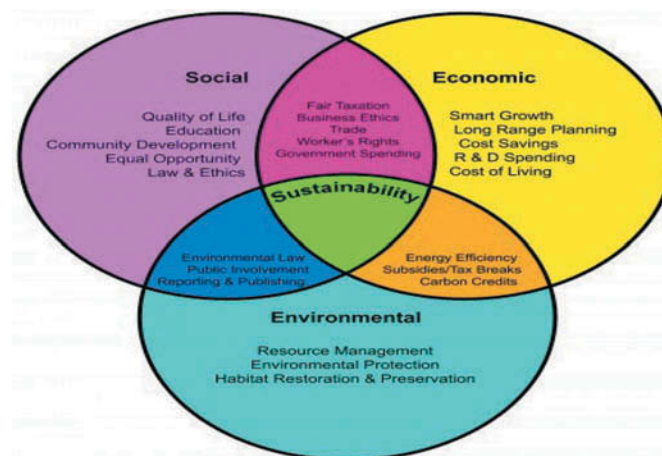 Social
Quality of Life
Education
Community Development
Equal Opportunity
Law & Ethics
Fair Taxation
Business Ethics
Trade
Worker's Rights
Government Spending
Economic
Smart Growth
Long Range Planning
Cost Savings
R & D Spending
Cost of Living
Sustainability
Environmental Law
Public Involvement
Reporting & Publishing
Energy Efficiency
Subsidies/Tax Breaks
Carbon Credits
Environmental
Resource Management
Environmental Protection
Habitat Restoration & Preservation